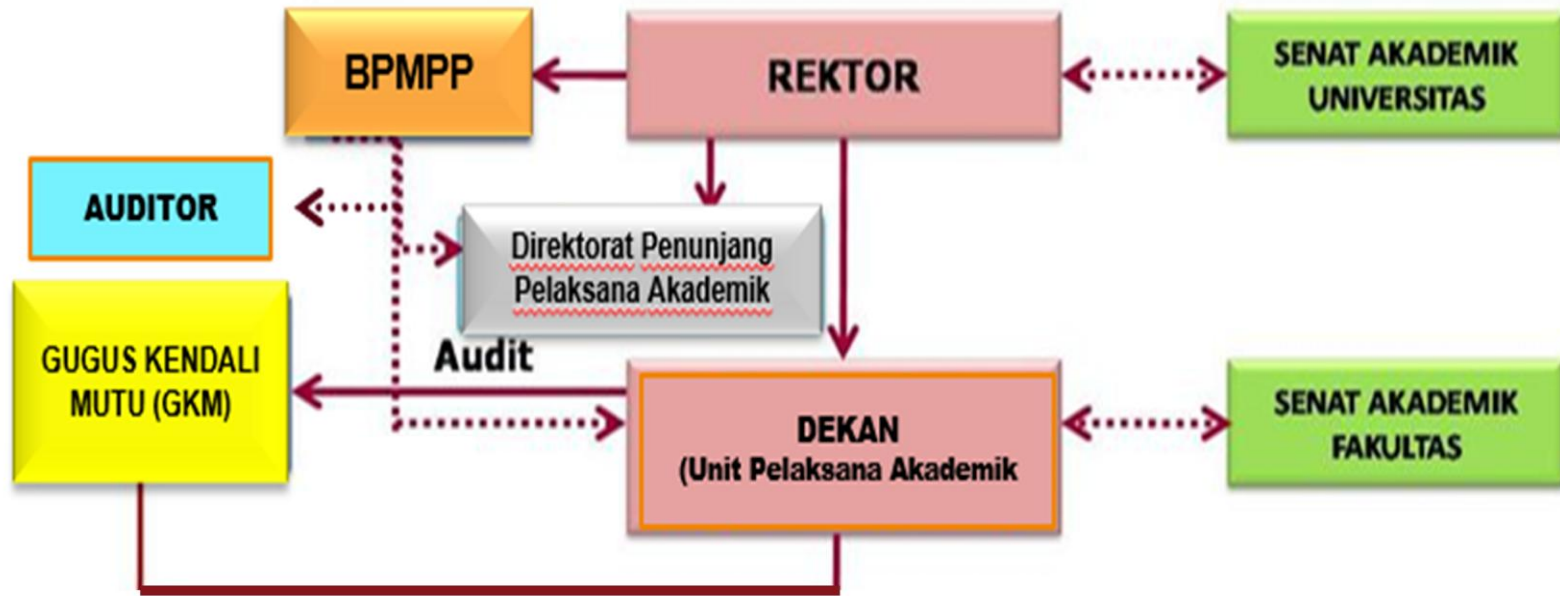 BPMPP
REKTOR
SENAT AKADEMIK
UNIVERSITAS
AUDITOR
Direktorat Penunjang
Pelaksana Akademik
GUGUS KENDALI
MUTU (GKM)
Audit
DEKAN
(Unit Pelaksana Akademik
SENAT AKADEMIK
FAKULTAS